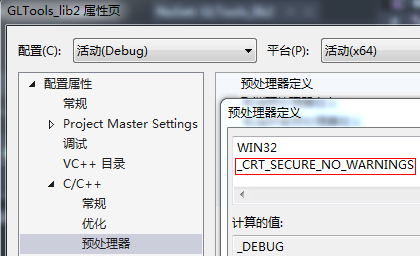 GLTools_lib2 属性页
配置(C): 活动(Debug) 平台(P): 活动(x64)
配置属性
常规
Project Master Settings
调试
VC++ 目录
C/C++
常规
优化
预处理器
预处理器定义
预处理器定义
WIN32
_CRT_SECURE_NO_WARNINGS
计算的值:
_DEBUG